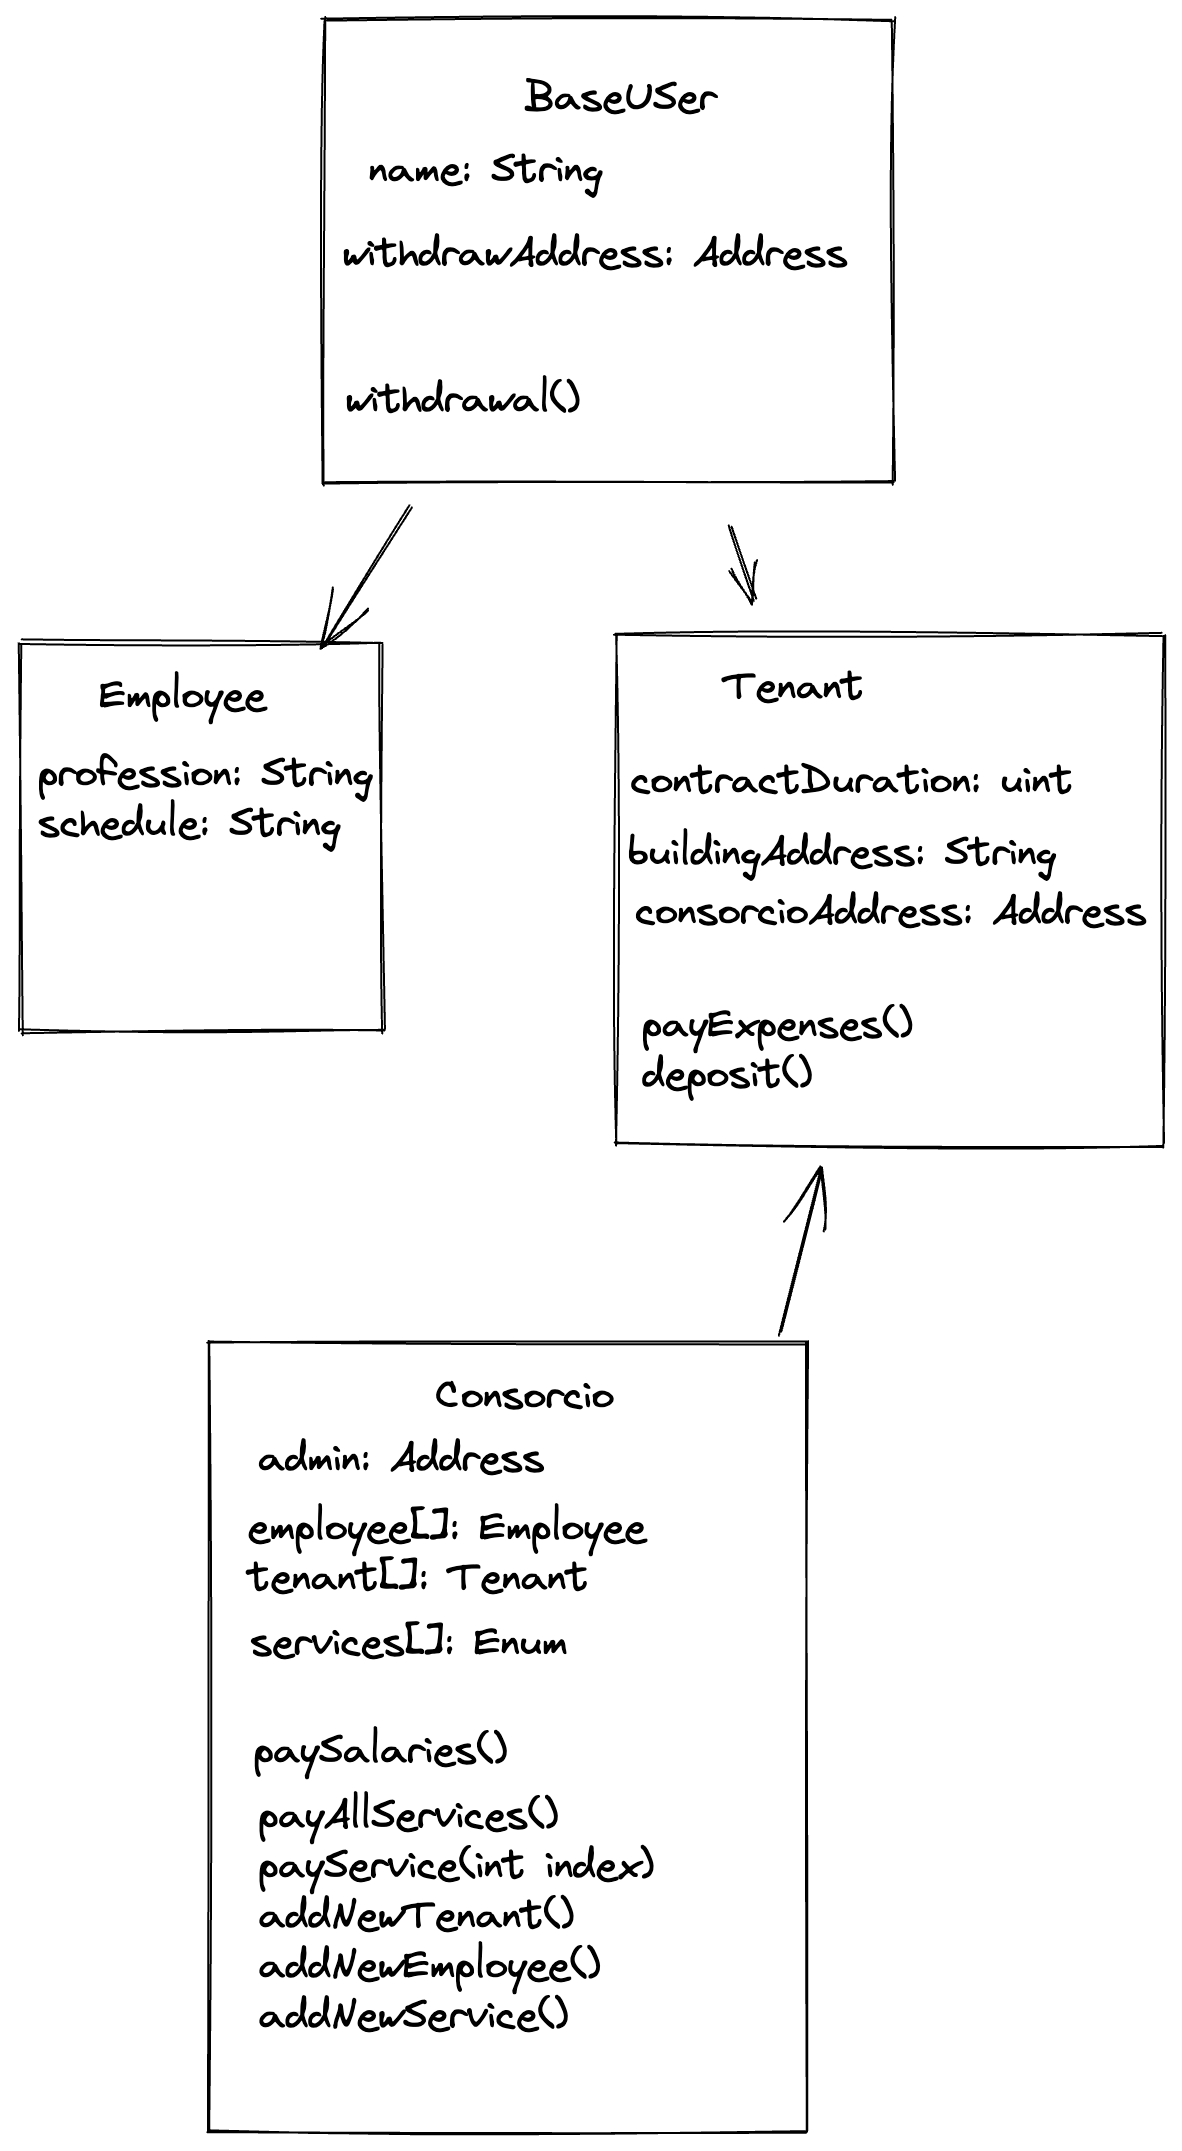 BaseUSer
name: String
withdrawAddress: Address
withdrawal()
Employee
profession: String
schedule: String
Tenant
contractDuration: uint
buildingAddress: String
consorcioAddress: Address
payExpenses()
deposit()
Consorcio
admin: Address
employee[]: Employee
tenant[]: Tenant
services[]: Enum
paySalaries()
payAllServices()
payService(int index)
addNewTenant()
addNewEmployee()
addNewService()